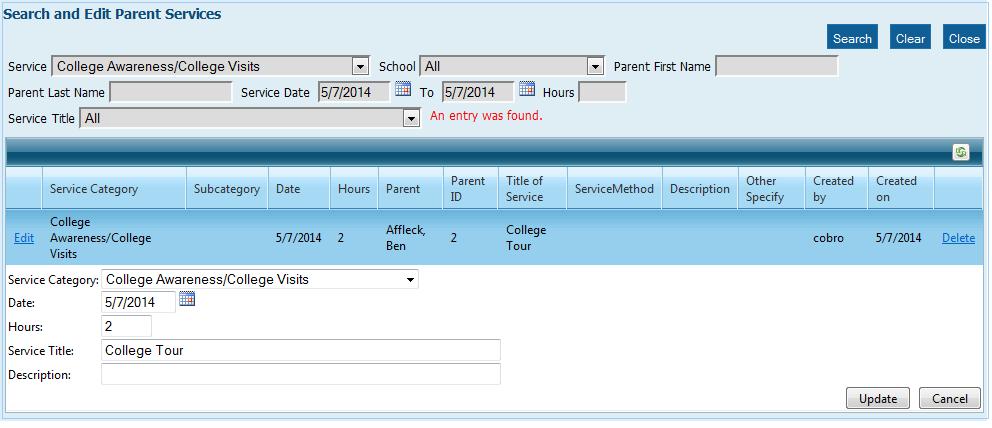 Search and Edit Parent Services
Search Clear Close
Service College Awareness/College Visits School All Parent First Name
Parent Last Name Service Date 5/7/2014 To 5/7/2014 Hours
Service Title All An entry was found.
Service Category Subcategory Date Hours Parent Parent ID Title of Service ServiceMethod Description Other Specify Created by Created on
Edit College Awareness/College Visits 5/7/2014 2 Affleck, Ben 2 College Tour cobro 5/7/2014 Delete
Service Category: College Awareness/College Visits
Date: 5/7/2014
Hours: 2
Service Title: College Tour
Description:
Update Cancel